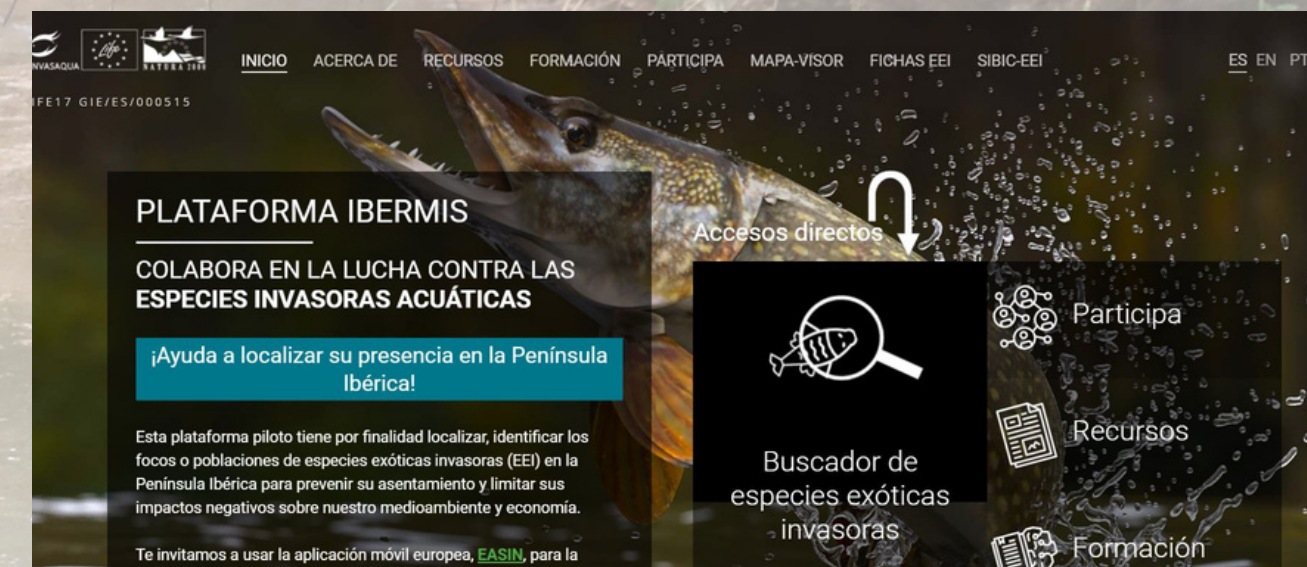 NVASAQUA
Life
NATURA 2000
IFE17 GIE/ES/000515
INICIO ACERCA DE RECURSOS FORMACIÓN PARTICIPA MAPA-VISOR FICHAS EEI SIBIC-EEI ES EN PT
PLATAFORMA IBERMIS
COLABORA EN LA LUCHA CONTRA LAS
ESPECIES INVASORAS ACUÁTICAS
¡Ayuda a localizar su presencia en la Península
Ibérica!
Esta plataforma piloto tiene por finalidad localizar, identificar los
focos o poblaciones de especies exóticas invasoras (EEI) en la
Península Ibérica para prevenir su asentamiento y limitar sus
impactos negativos sobre nuestro medioambiente y economía.
Te invitamos a usar la aplicación móvil europea, EASIN, para la
Accesos directos
Buscador de
especies exóticas
invasoras
Participa
Recursos
Formación